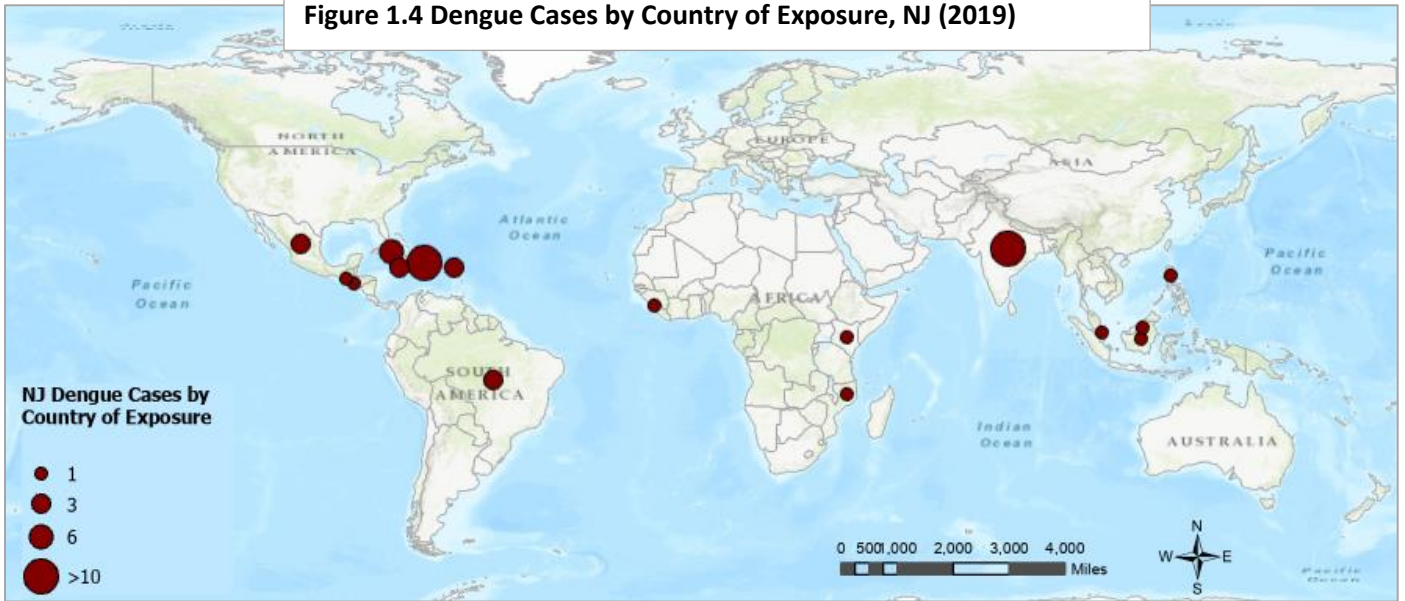 Figure 1.4 Dengue Cases by Country of Exposure, NJ (2019)
NORTH
AMERICA
EUROPE
ASIA
Atlantic
Ocean
Pacific
Ocean
Pacific
Ocean
AFRICA
SOUTH
AMERICA
Indian
Ocean
AUSTRALIA
NJ Dengue Cases by
Country of Exposure
1
3
6
>10
0 500 1,000 2,000 3,000 4,000
Miles
N
W E
S